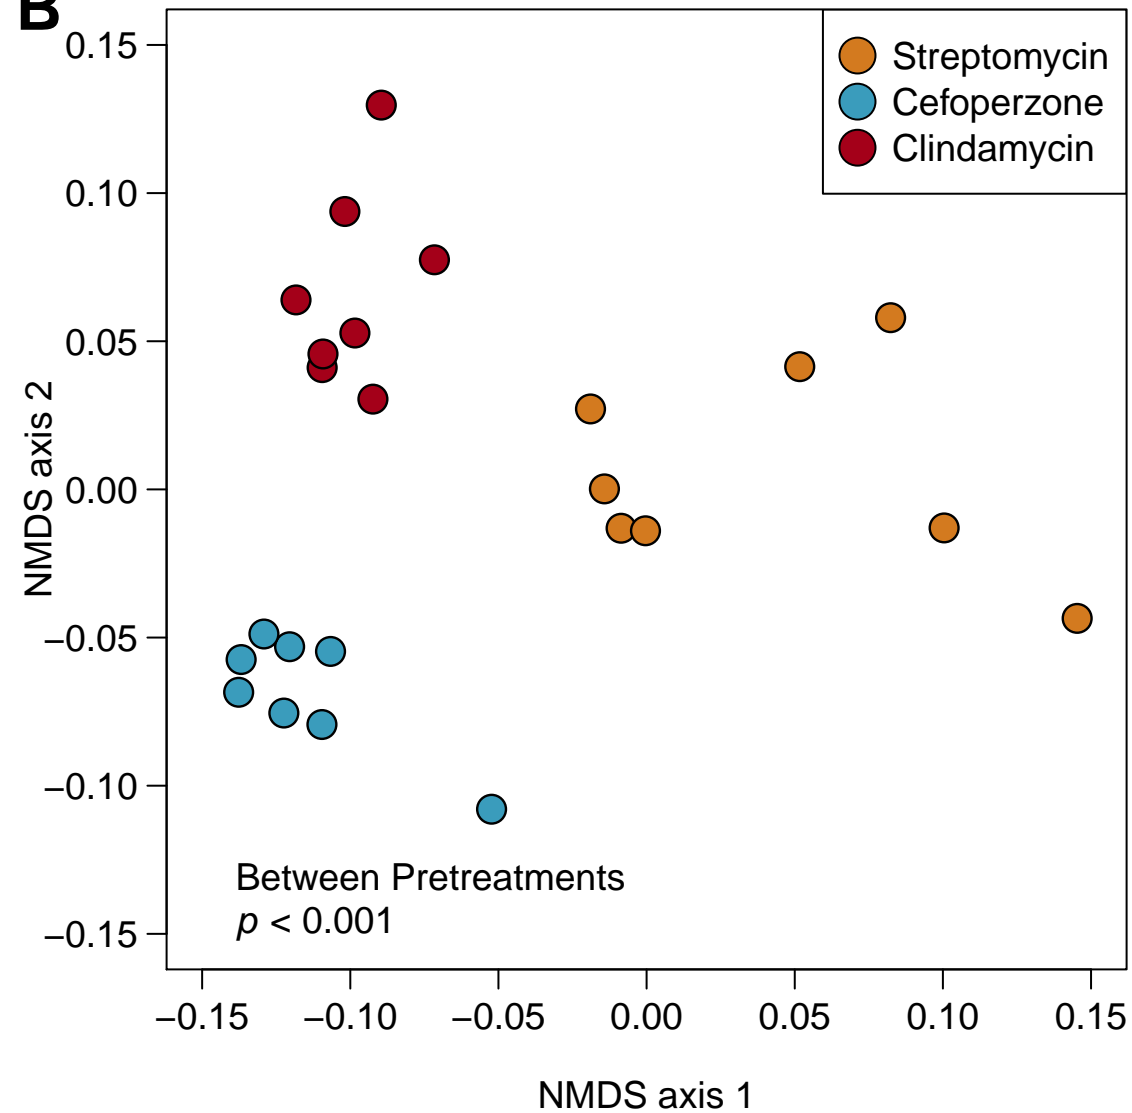 B
Streptomycin
Cefoperzone
Clindamycin
0.15
0.10
0.05
0.00
−0.05
−0.10
−0.15
NMDS axis 2
Between Pretreatments
p < 0.001
−0.15 −0.10 −0.05 0.00 0.05 0.10 0.15
NMDS axis 1